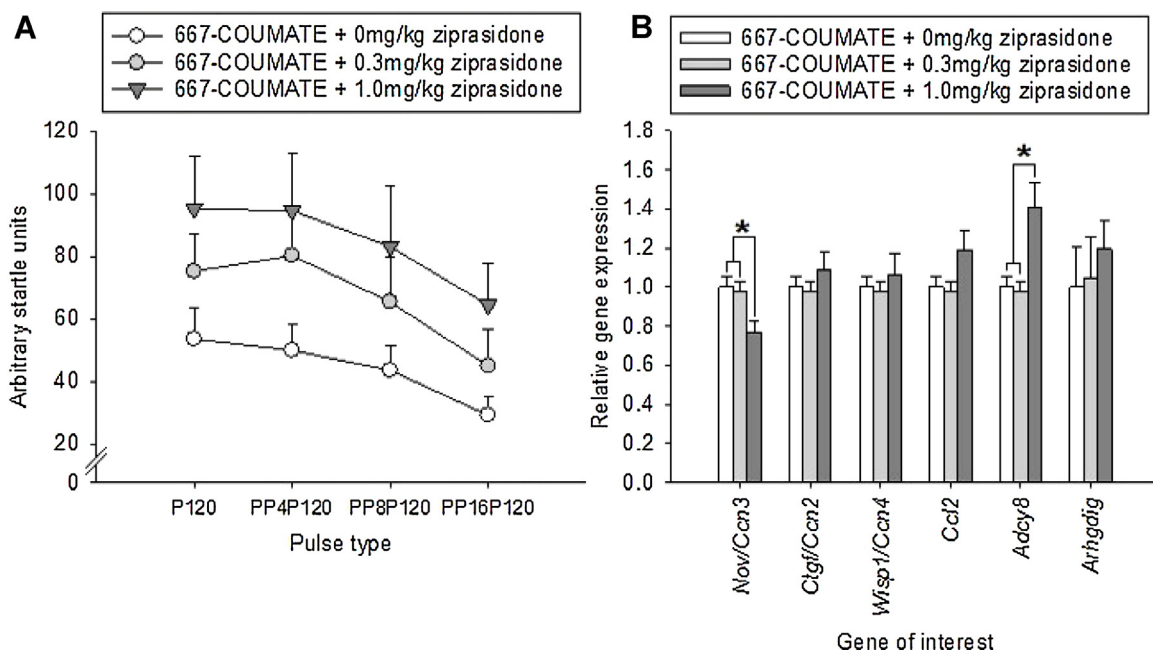 A
667-COUMATE + 0mg/kg ziprasidone
667-COUMATE + 0.3mg/kg ziprasidone
667-COUMATE + 1.0mg/kg ziprasidone
Arbitrary startle units
120
100
80
60
40
20
0
P120
PP4P120
PP8P120
PP16P120
Pulse type
B
667-COUMATE + 0mg/kg ziprasidone
667-COUMATE + 0.3mg/kg ziprasidone
667-COUMATE + 1.0mg/kg ziprasidone
Relative gene expression
1.8
1.6
1.4
1.2
1.0
0.8
0.6
0.4
0.2
0.0
*
*
Nov/Ccn3
Ctgf/Ccn2
Wisp1/Ccn4
Ccl2
Adcy8
Arhgdig
Gene of interest